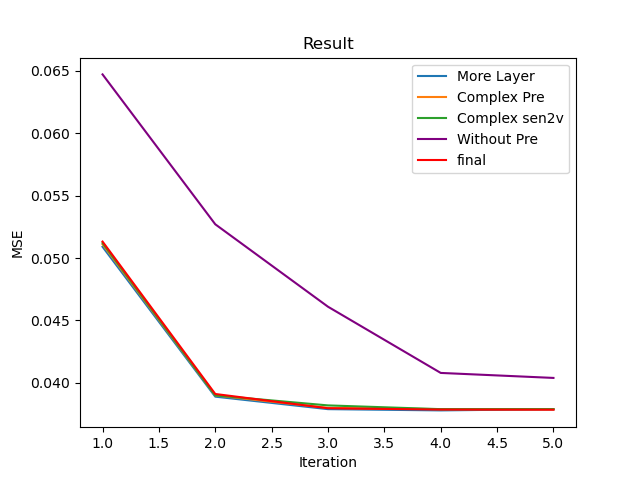 Result
0.065
0.060
0.055
0.050
0.045
0.040
MSE
More Layer
Complex Pre
Complex sen2v
Without Pre
final
1.0 1.5 2.0 2.5 3.0 3.5 4.0 4.5 5.0
Iteration